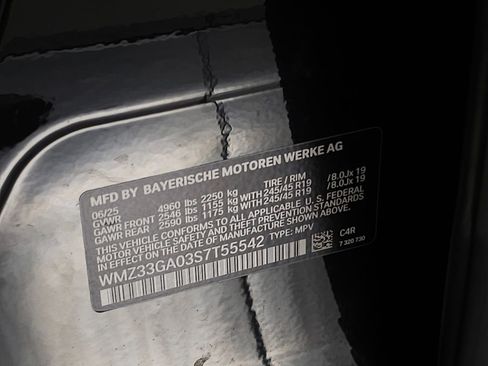 MFD BY BAYERISCHE MOTOREN WERKE AG
06/25 4960 lbs 2250 kg TIRE / RIM
GVWR
GAWR FRONT 2546 lbs 1155 kg WITH 245/45 R19 /8.0Jx 19
GAWR REAR 2590 lbs 1175 kg WITH 245/45 R19 /8.0Jx 19
THIS VEHICLE CONFORMS TO ALL APPLICABLE U.S. FEDERAL
MOTOR VEHICLE SAFETY AND THEFT PREVENTION STANDARDS
IN EFFECT ON THE DATE OF MANUFACTURE SHOWN ABOVE.
WMZ33GA03S7T55542 TYPE: MPV
C4R
7 320 730